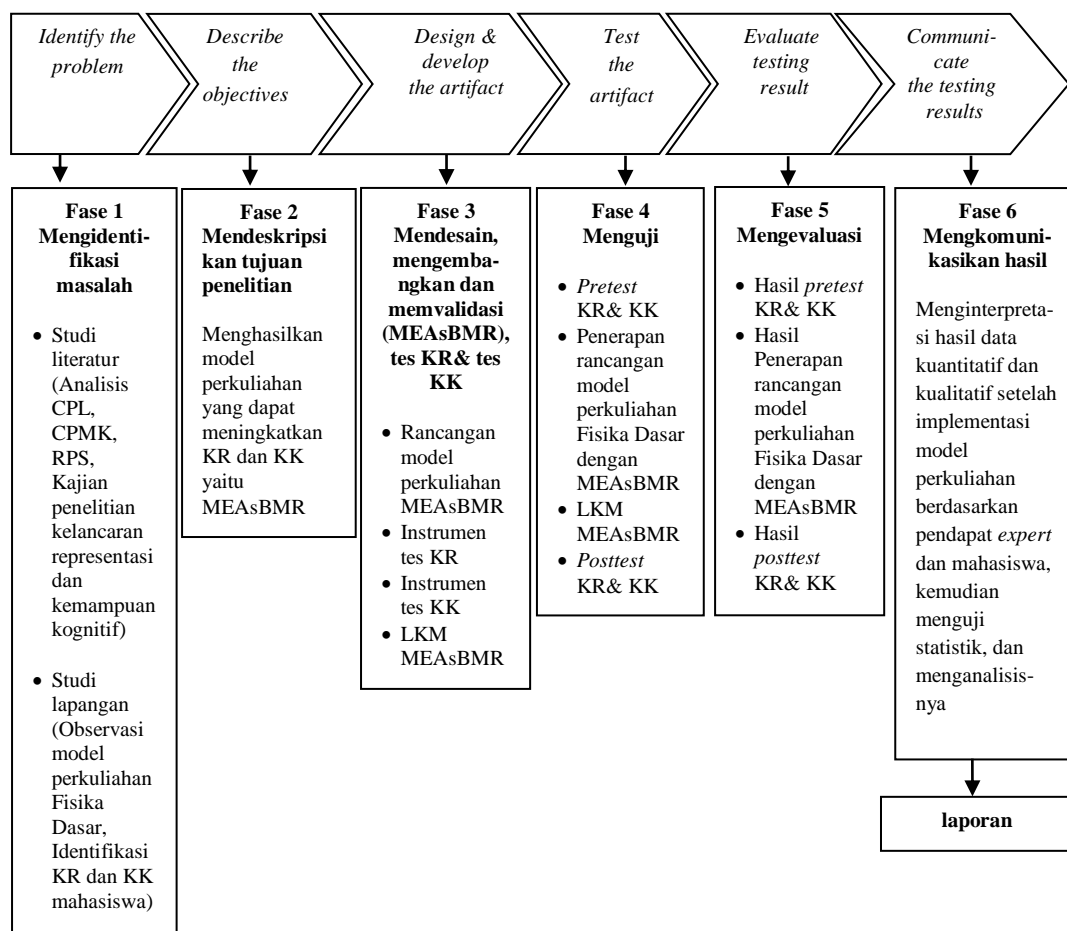 Identify the
problem
Describe
the
objectives
Design &
develop
the artifact
Test
the
artifact
Evaluate
testing
result
Communi-
cate
the testing
results
Fase 1
Mengidenti-
fikasi
masalah
• Studi
literatur
(Analisis
CPL,
CPMK,
RPS,
Kajian
penelitian
kelancaran
representasi
dan
kemampuan
kognitif)
• Studi
lapangan
(Observasi
model
perkuliahan
Fisika
Dasar,
Identifikasi
KR dan KK
mahasiswa)
Fase 2
Mendeskripsi
kan tujuan
penelitian
Menghasilkan
model
perkuliahan
yang dapat
meningkatkan
KR dan KK
yaitu
MEAsBMR
Fase 3
Mendesain,
mengemba-
ngkan dan
memvalidasi
(MEAsBMR),
tes KR& tes
KK
• Rancangan
model
perkuliahan
MEAsBMR
• Instrumen
tes KR
• Instrumen
tes KK
• LKM
MEAsBMR
Fase 4
Menguji
• Pretest
KR& KK
• Penerapan
rancangan
model
perkuliahan
Fisika Dasar
dengan
MEAsBMR
• LKM
MEAsBMR
• Posttest
KR& KK
Fase 5
Mengevaluasi
• Hasil pretest
KR& KK
• Hasil
Penerapan
rancangan
model
perkuliahan
Fisika Dasar
dengan
MEAsBMR
• Hasil
posttest
KR& KK
Fase 6
Mengkomuni-
kasikan hasil
Menginterpreta-
si hasil data
kuantitatif dan
kualitatif setelah
implementasi
model
perkuliahan
berdasarkan
pendapat expert
dan mahasiswa,
kemudian
menguji
statistik, dan
menganalisis-
nya
laporan